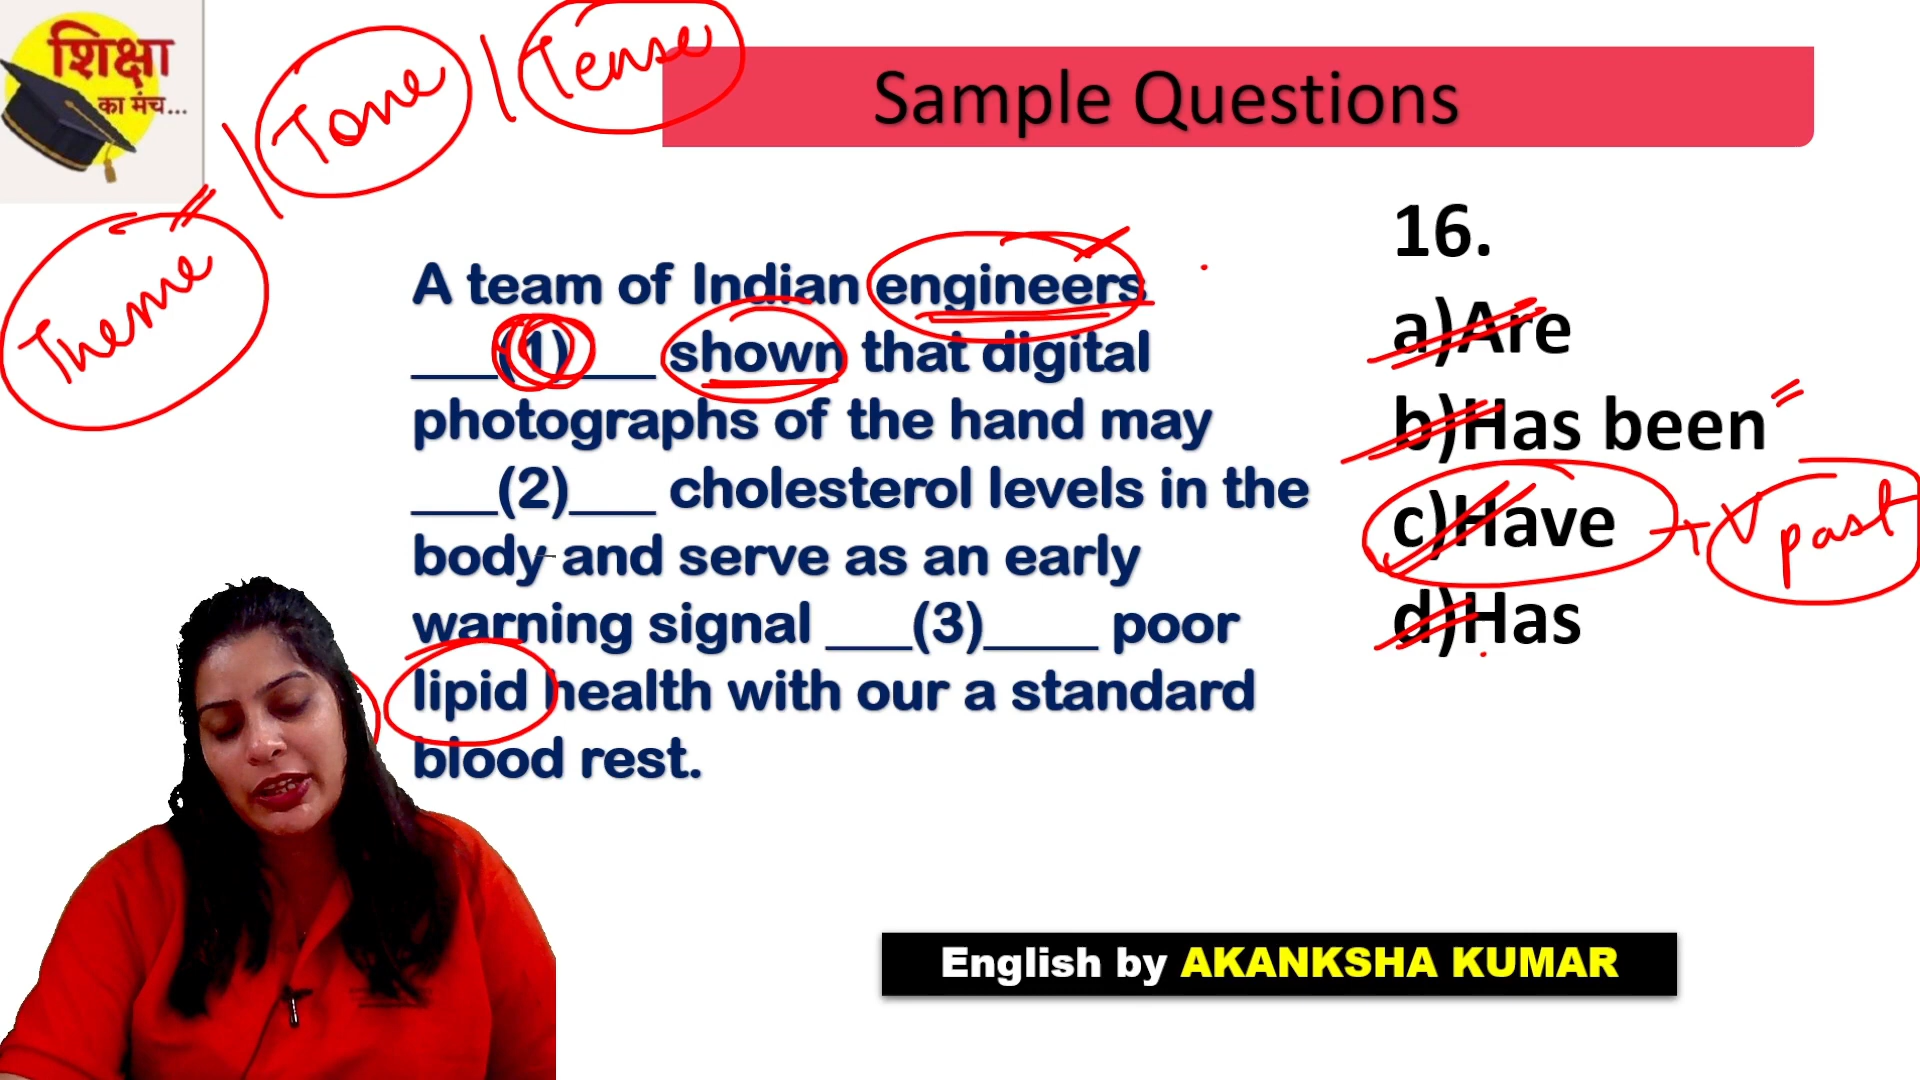 शिक्षा
का मंच...
Theme / Tone / Tense
Sample Questions
A team of Indian engineers
___(1)___ shown that digital
photographs of the hand may
___(2)___ cholesterol levels in the
body and serve as an early
warning signal ___(3)____ poor
lipid health with our a standard
blood rest.
16.
a)Are
b)Has been
c)Have + V past
d)Has
English by AKANKSHA KUMAR